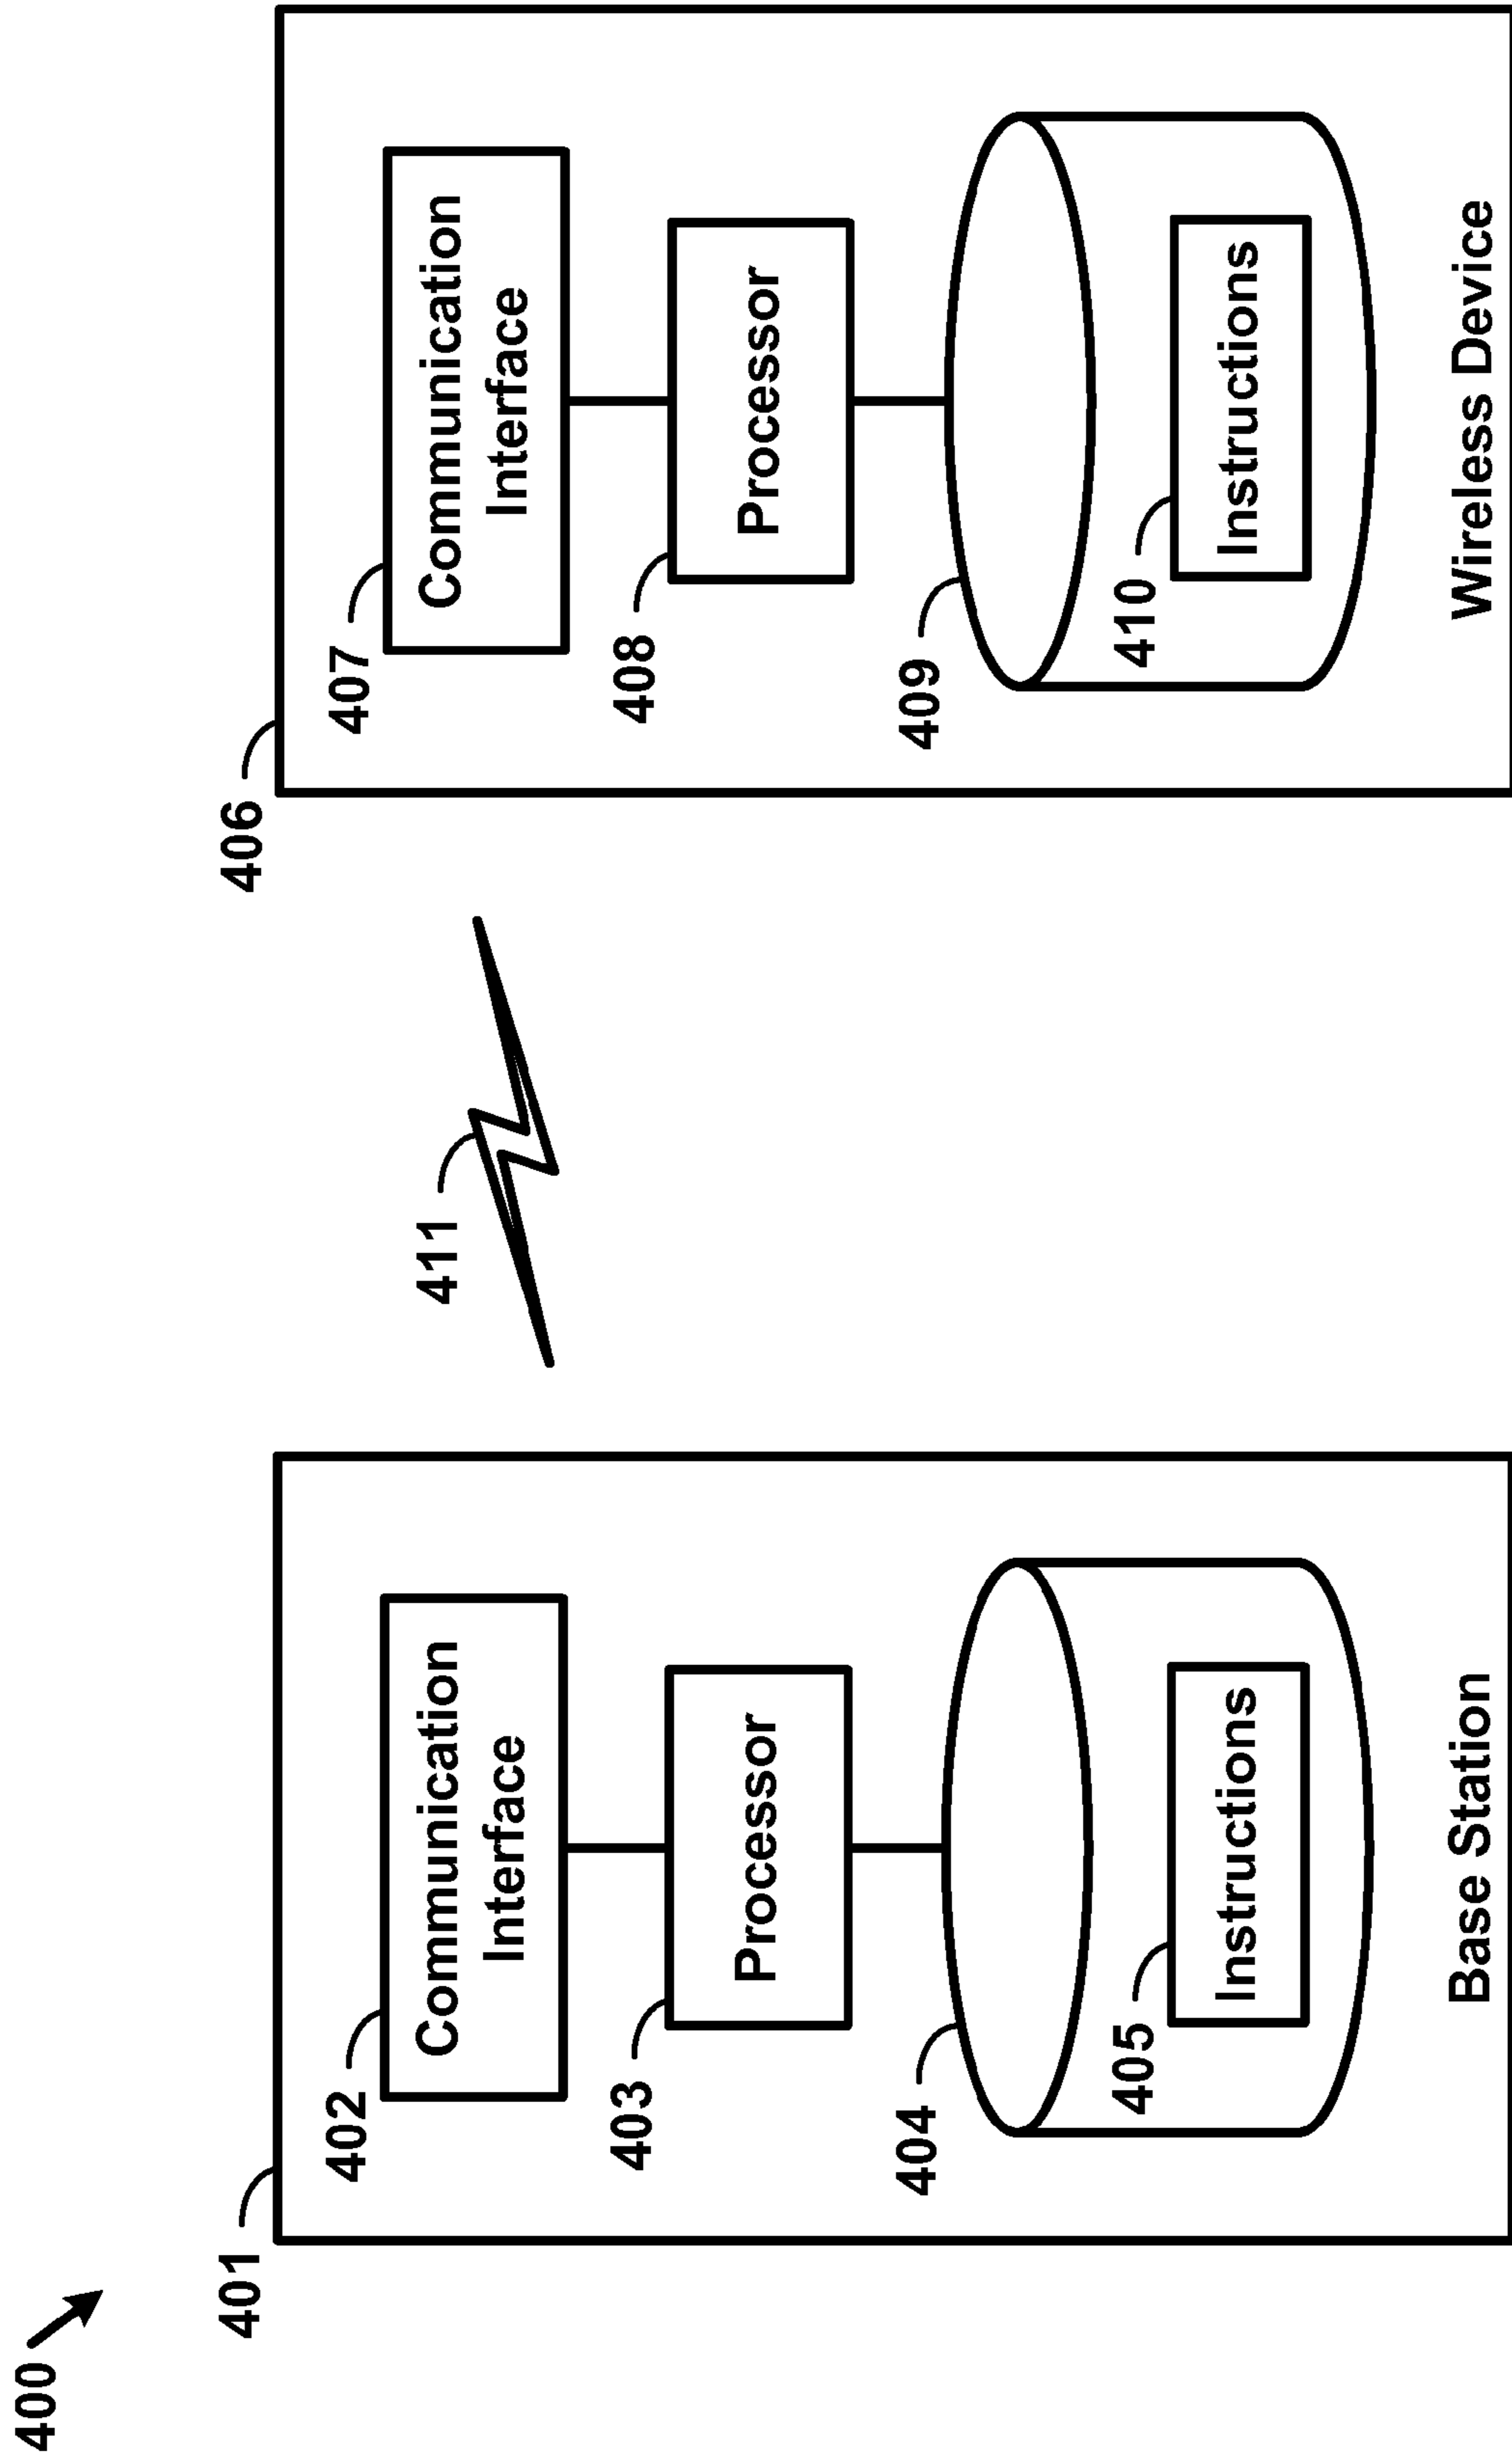 400
401
402
Communication
Interface
403
Processor
404
405
Instructions
Base Station
411
406
407
Communication
Interface
408
Processor
409
410
Instructions
Wireless Device